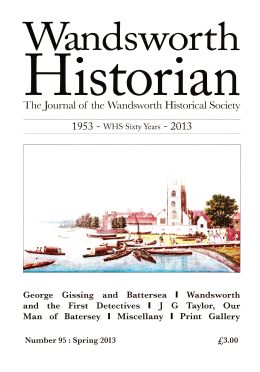 Wandsworth
Historian
The Journal of the Wandsworth Historical Society
1953 - WHS Sixty Years - 2013
George Gissing and Battersea I Wandsworth
and the First Detectives I J G Taylor, Our
Man of Batersey I Miscellany I Print Gallery
Number 95 : Spring 2013 £3.00